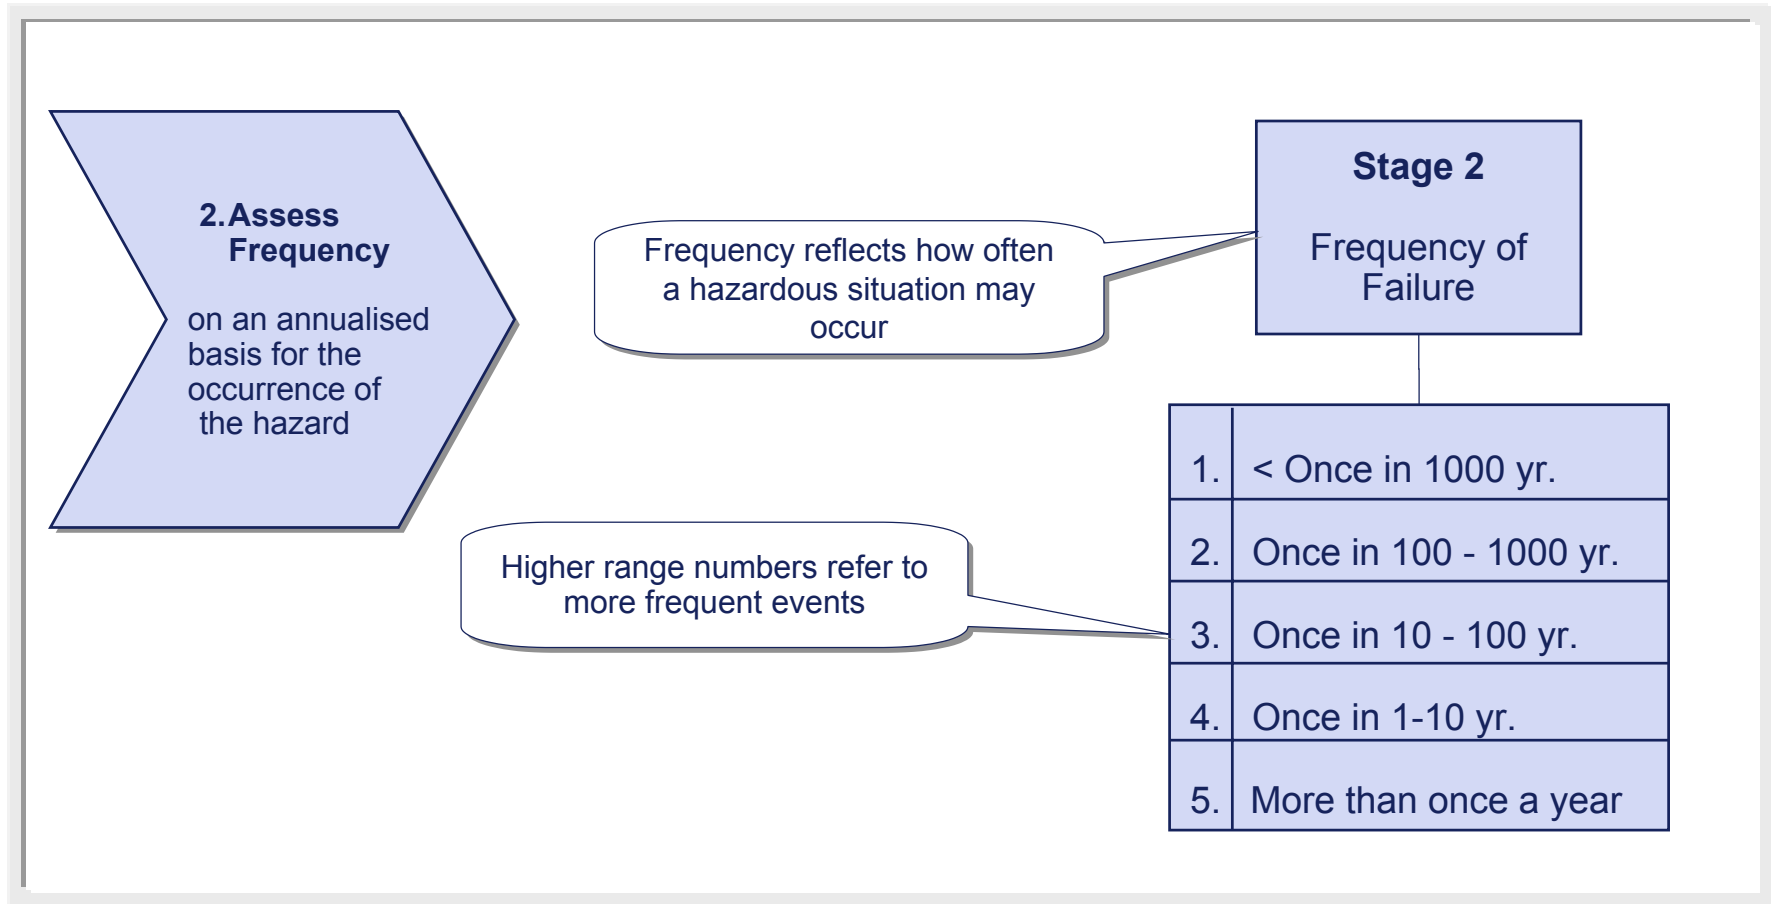 2.Assess
Frequency
on an annualised
basis for the
occurrence of
the hazard
Frequency reflects how often
a hazardous situation may
occur
Stage 2
Frequency of
Failure
Higher range numbers refer to
more frequent events
1. < Once in 1000 yr.
2. Once in 100 - 1000 yr.
3. Once in 10 - 100 yr.
4. Once in 1-10 yr.
5. More than once a year